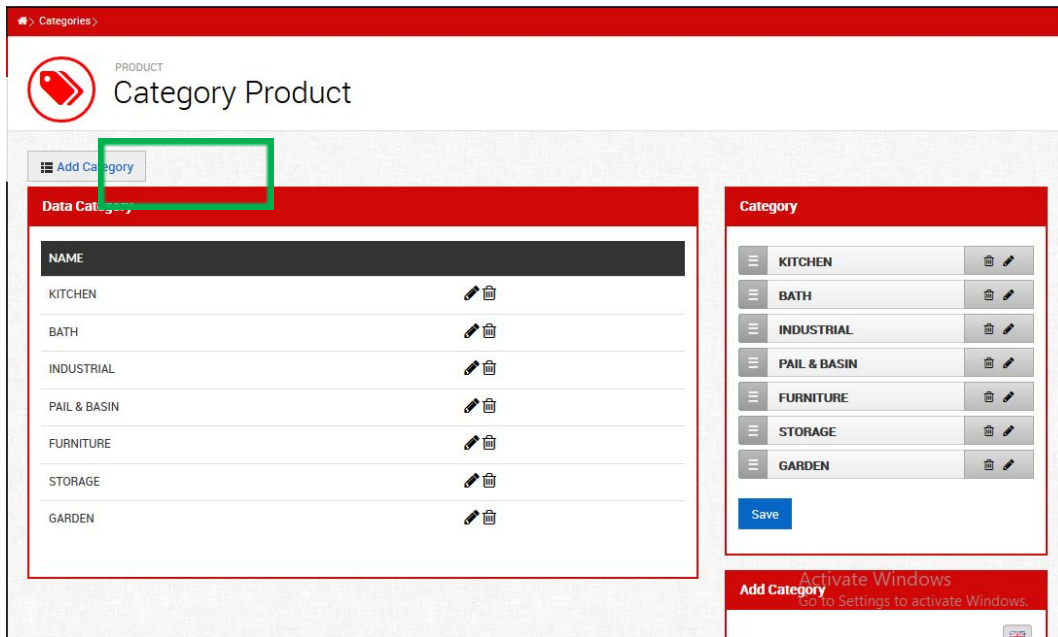 Categories
PRODUCT
Category Product
Add Category
Data Category
NAME
KITCHEN
BATH
INDUSTRIAL
PAIL & BASIN
FURNITURE
STORAGE
GARDEN
Category
KITCHEN
BATH
INDUSTRIAL
PAIL & BASIN
FURNITURE
STORAGE
GARDEN
Save
Add Category
Activate Windows
Go to Settings to activate Windows.